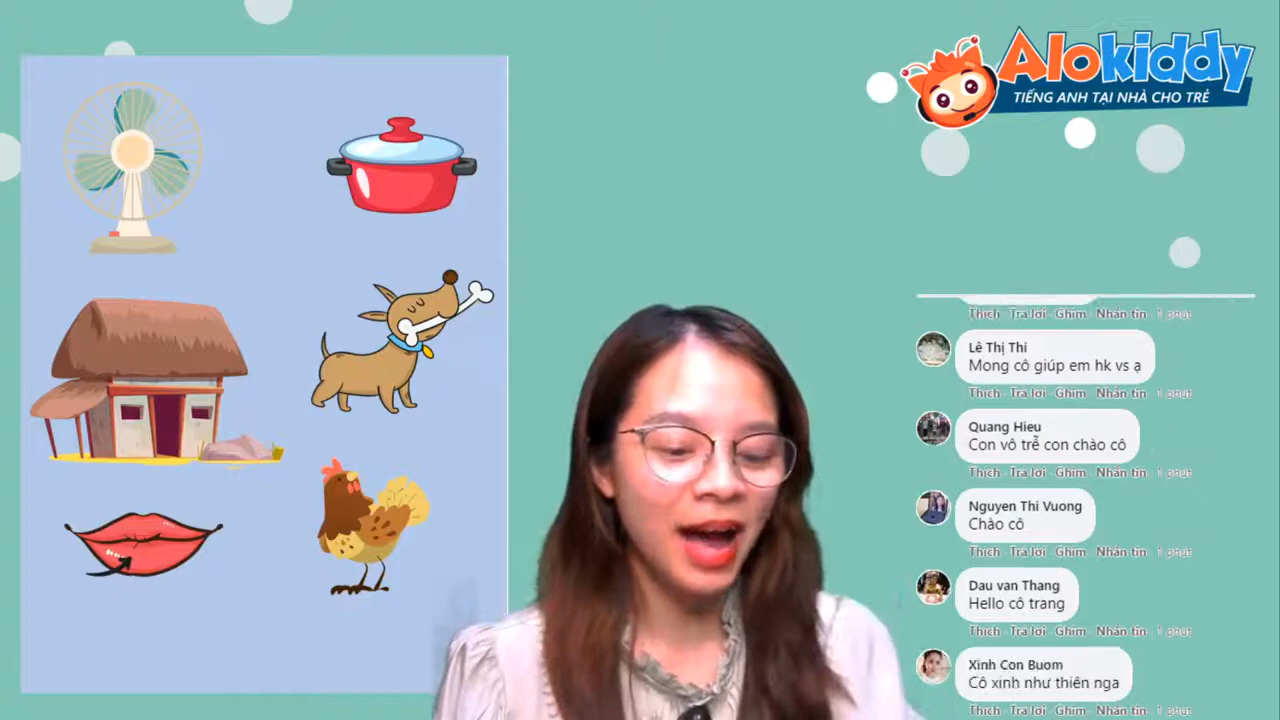 Alokiddy
TIẾNG ANH TẠI NHÀ CHO TRẺ
Thích Trả lời Ghim Nhắn tin 1 phút
Lê Thị Thi
Mong cô giúp em hk vs ạ
Thích Trả lời Ghim Nhắn tin 1 phút
Quang Hieu
Con vô trễ con chào cô
Thích Trả lời Ghim Nhắn tin 1 phút
Nguyen Thi Vuong
Chào cô
Thích Trả lời Ghim Nhắn tin 1 phút
Dau van Thang
Hello cô trang
Thích Trả lời Ghim Nhắn tin 1 phút
Xinh Con Buom
Cô xinh như thiên nga
Thích Trả lời Ghim Nhắn tin 1 phút